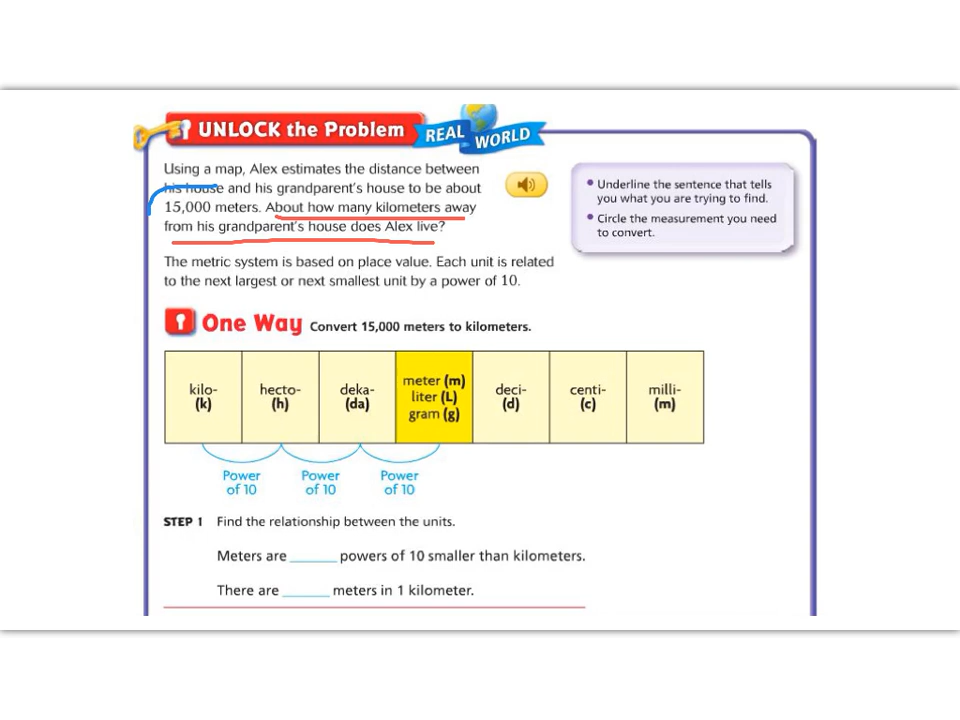 UNLOCK the Problem REAL WORLD
Using a map, Alex estimates the distance between
his house and his grandparent's house to be about
15,000 meters. About how many kilometers away
from his grandparent's house does Alex live?
• Underline the sentence that tells
you what you are trying to find.
• Circle the measurement you need
to convert.
The metric system is based on place value. Each unit is related
to the next largest or next smallest unit by a power of 10.
One Way Convert 15,000 meters to kilometers.
kilo- (k)
hecto- (h)
deka- (da)
meter (m)
liter (L)
gram (g)
deci- (d)
centi- (c)
milli- (m)
Power of 10
Power of 10
Power of 10
STEP 1 Find the relationship between the units.
Meters are ______ powers of 10 smaller than kilometers.
There are ______ meters in 1 kilometer.